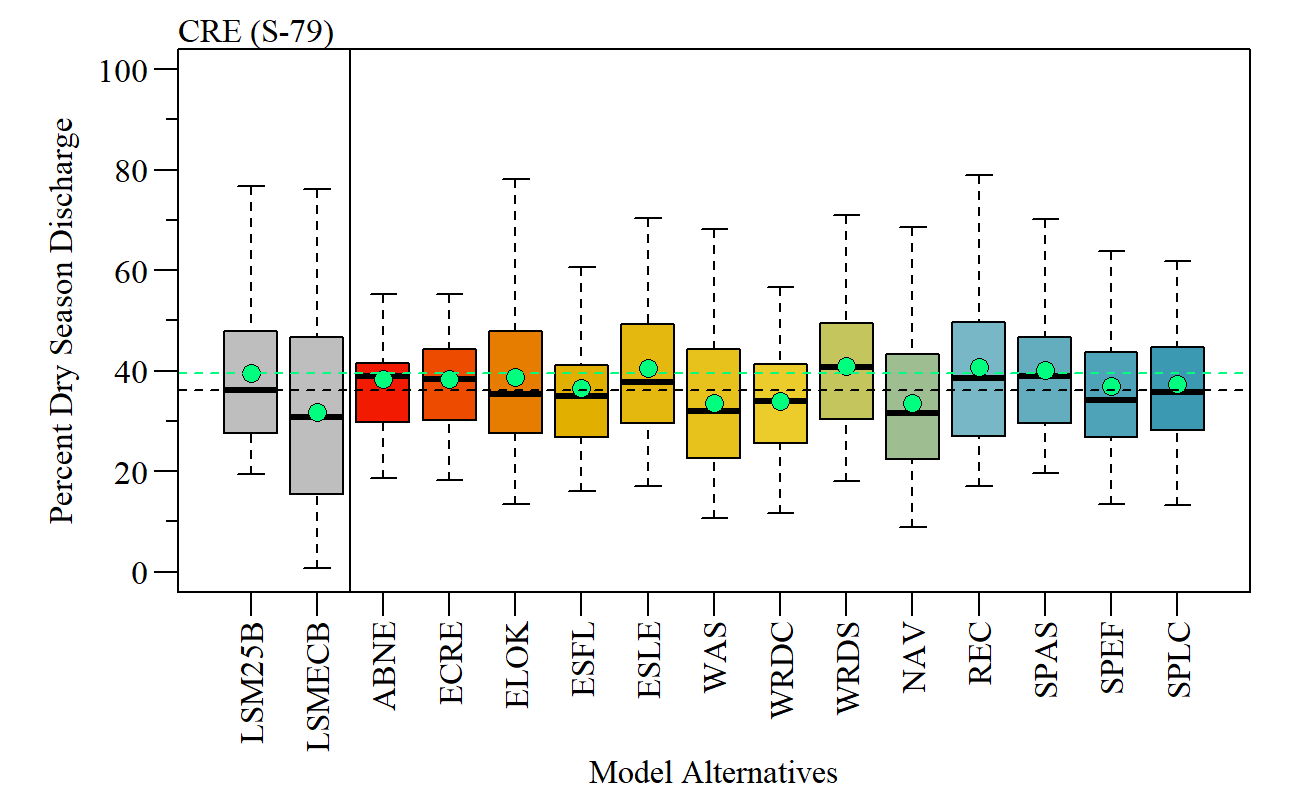 CRE (S-79)
Percent Dry Season Discharge
100
80
60
40
20
0
LSM25B
LSMECB
ABNE
ECRE
ELOK
ESFL
ESLE
WAS
WRDC
WRDS
NAV
REC
SPAS
SPEF
SPLC
Model Alternatives